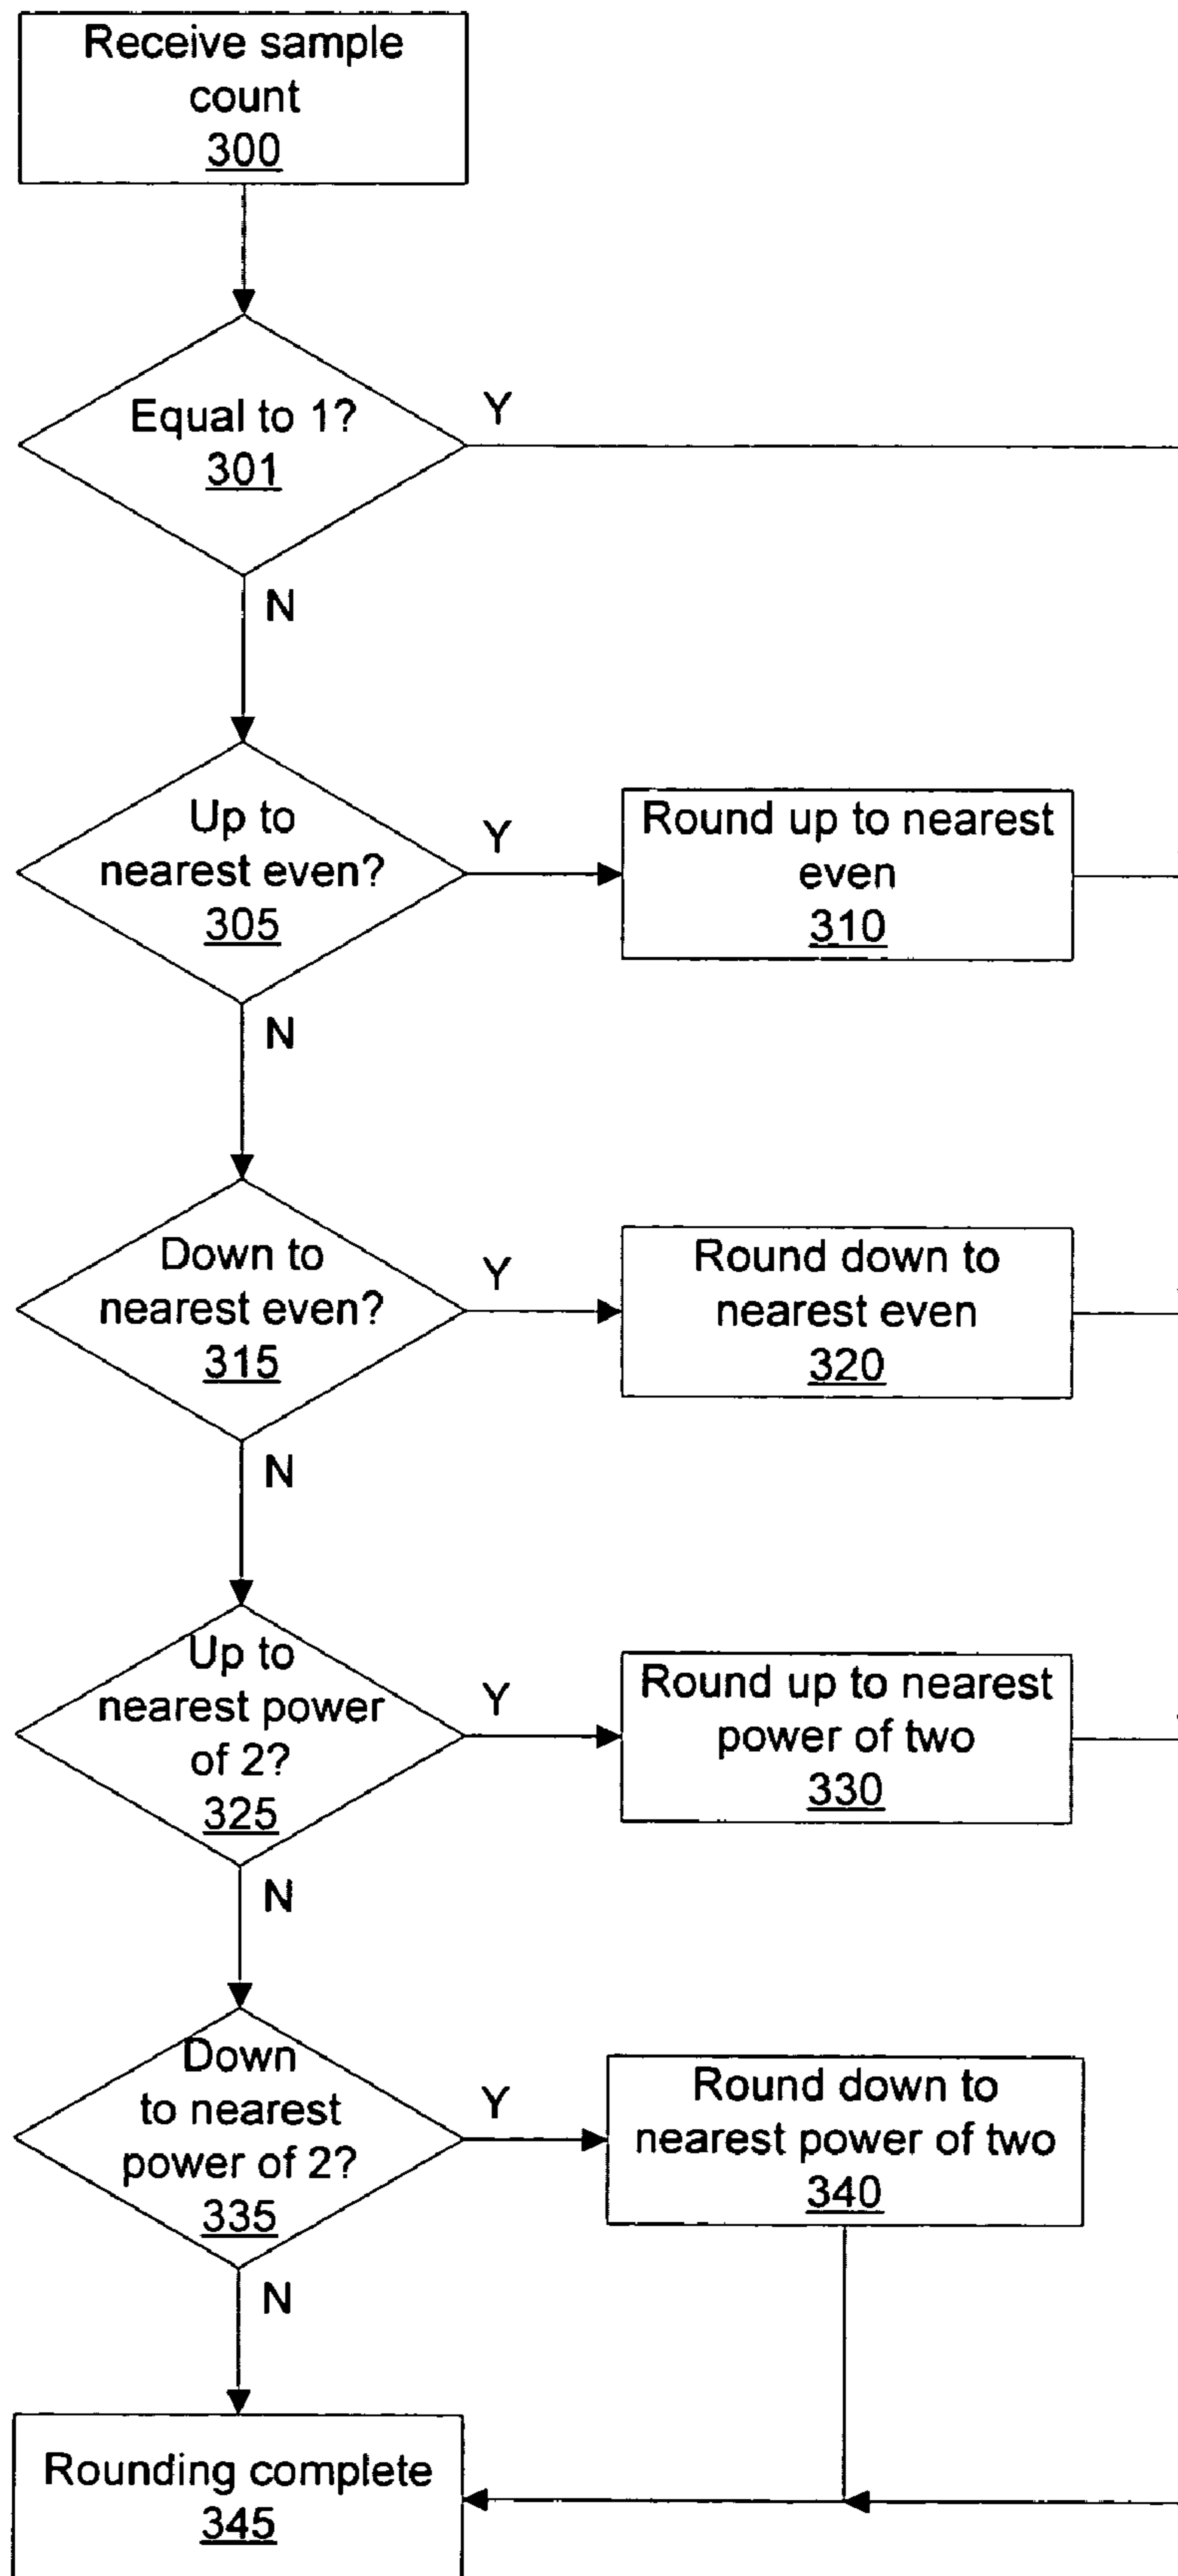 Receive sample
count
300
Equal to 1?
301
Y
N
Up to
nearest even?
305
Y
Round up to nearest
even
310
N
Down to
nearest even?
315
Y
Round down to
nearest even
320
N
Up to
nearest power
of 2?
325
Y
Round up to nearest
power of two
330
N
Down
to nearest
power of 2?
335
Y
Round down to
nearest power of two
340
N
Rounding complete
345